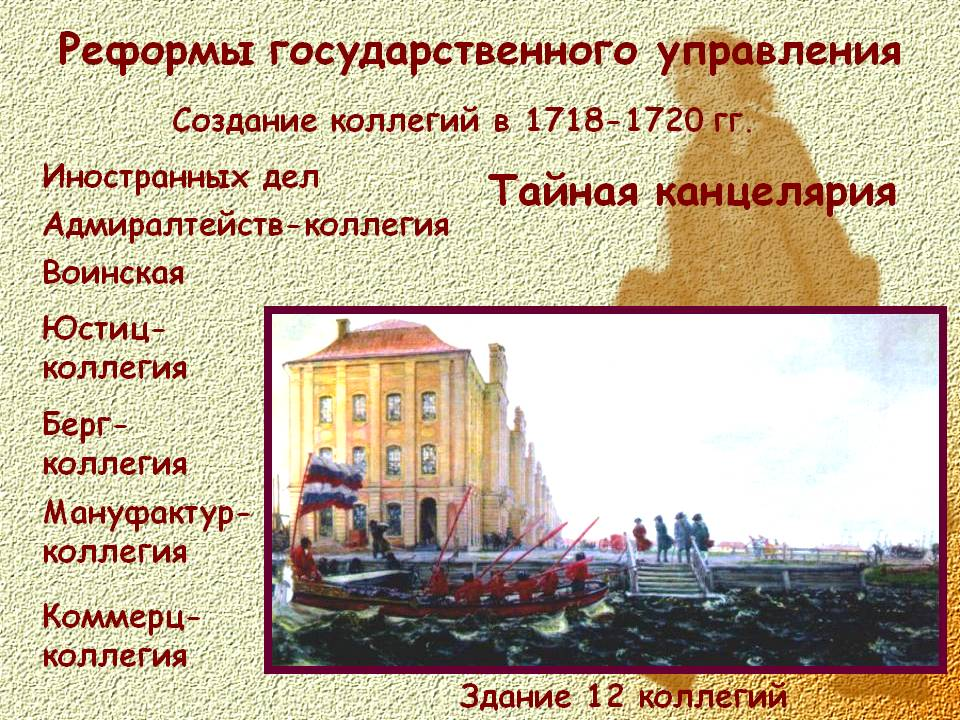 Реформы государственного управления
Создание коллегий в 1718-1720 гг.
Иностранных дел
Тайная канцелярия
Адмиралтейств-коллегия
Воинская
Юстиц-
коллегия
Берг-
коллегия
Мануфактур-
коллегия
Коммерц-
коллегия
Здание 12 коллегий